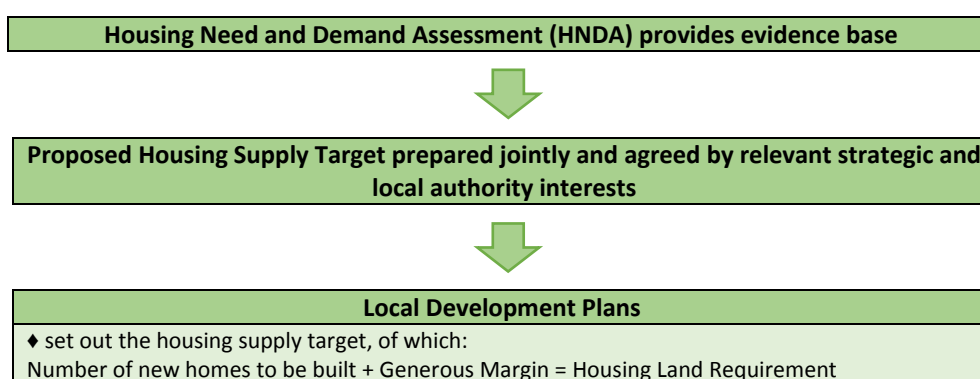 Housing Need and Demand Assessment (HNDA) provides evidence base
Proposed Housing Supply Target prepared jointly and agreed by relevant strategic and
local authority interests
Local Development Plans
♦ set out the housing supply target, of which:
Number of new homes to be built + Generous Margin = Housing Land Requirement